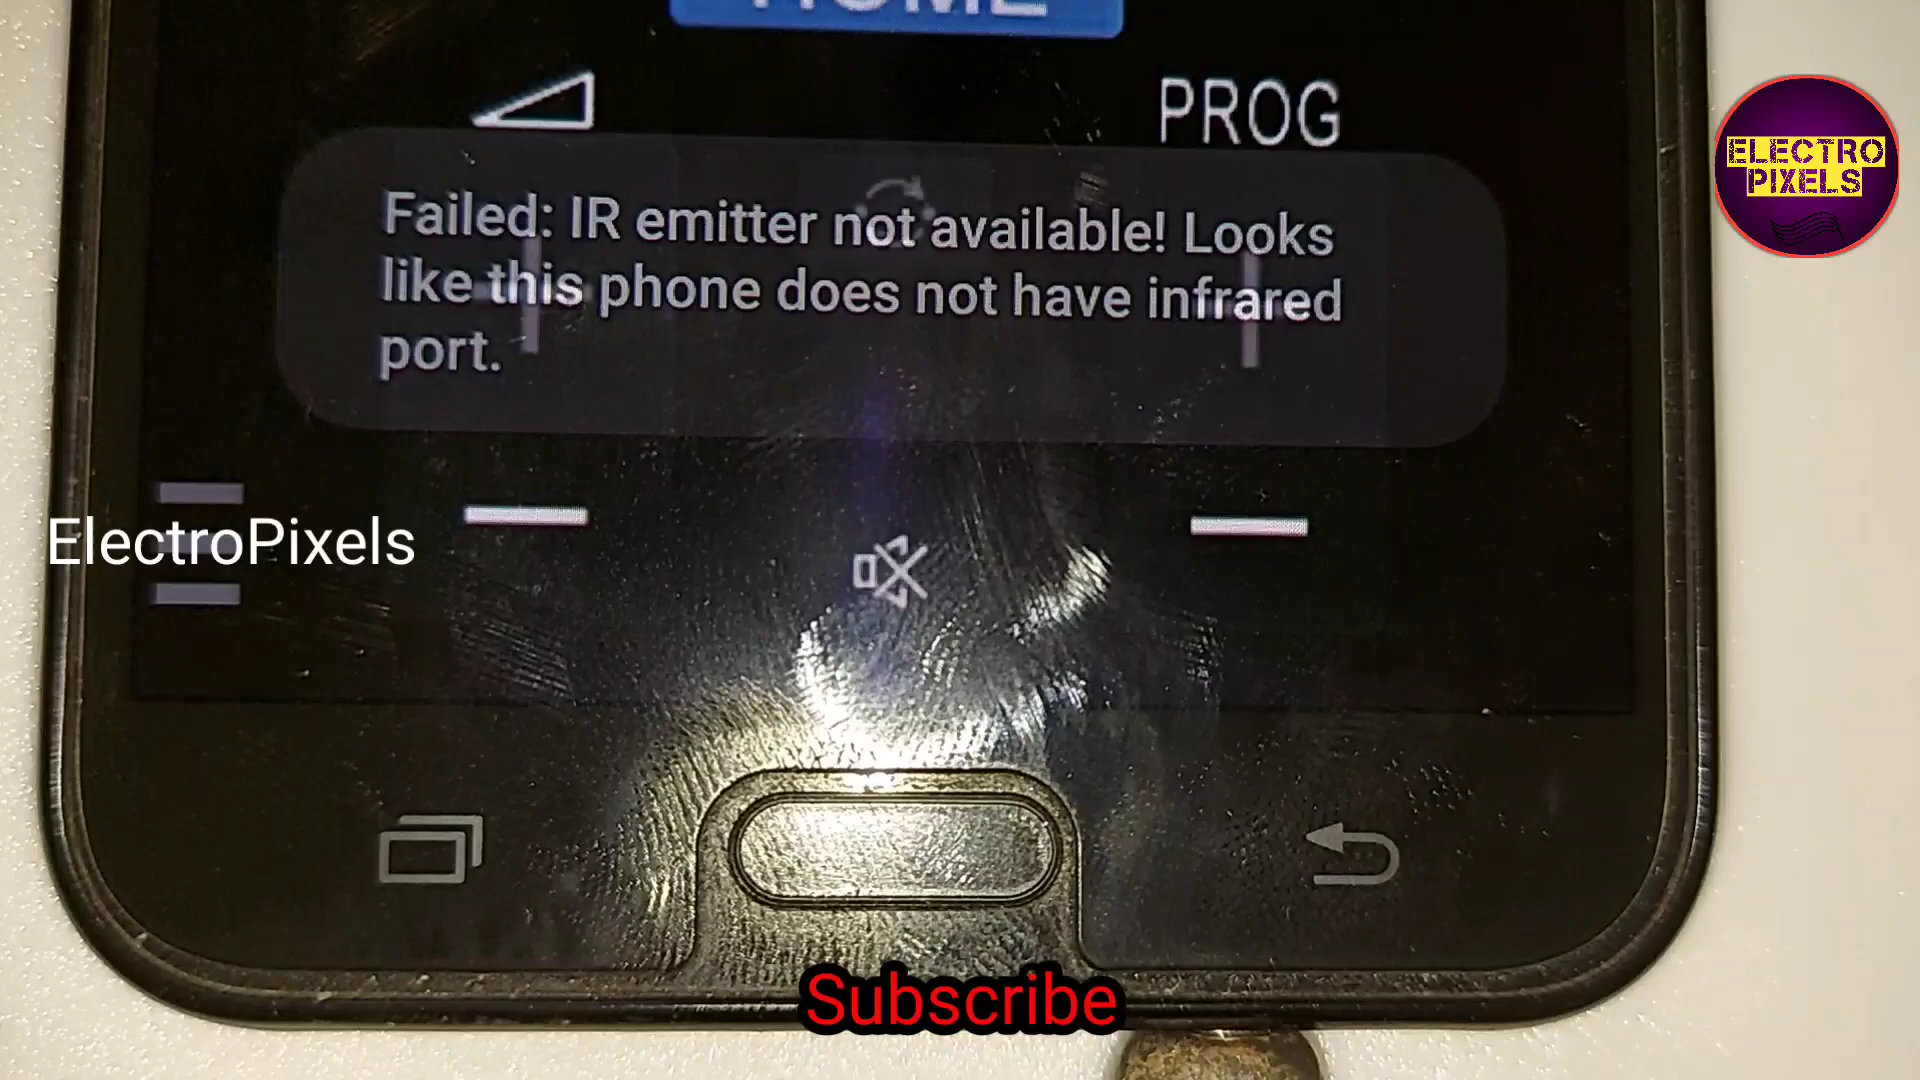 HOME
PROG
Failed: IR emitter not available! Looks
like this phone does not have infrared
port.
ELECTRO
PIXELS
ElectroPixels
Subscribe